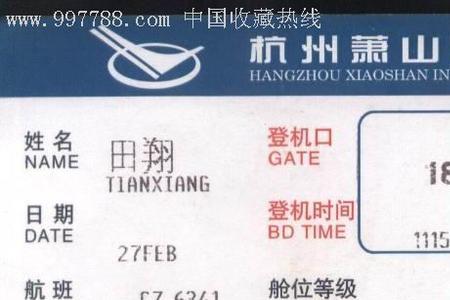 www.997788.com 中国收藏热线
杭州萧山
HANGZHOU XIAOSHAN IN
姓名 田翔 登机口
NAME TIANXIANG GATE 18
日期 登机时间
DATE 27FEB BD TIME 1115
航班 舱位等级